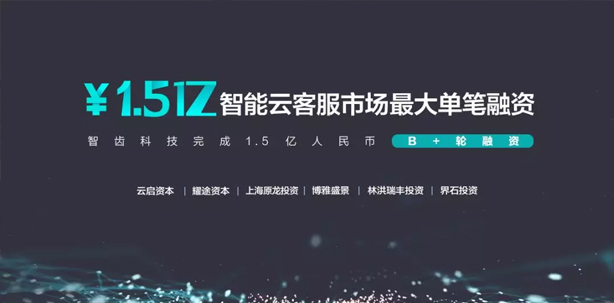 ¥1.5亿智能云客服市场最大单笔融资
智齿科技完成1.5亿人民币 B+轮融资
云启资本 | 耀途资本 | 上海原龙投资 | 博雅盛景 | 林洪瑞丰投资 | 界石投资